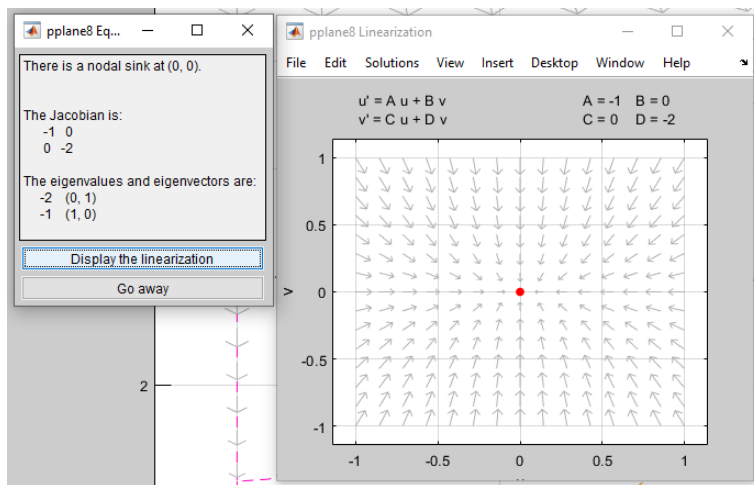 pplane8 Eq...
There is a nodal sink at (0, 0).
The Jacobian is:
-1 0
0 -2
The eigenvalues and eigenvectors are:
-2 (0, 1)
-1 (1, 0)
Display the linearization
Go away
2
pplane8 Linearization
File Edit Solutions View Insert Desktop Window Help
u' = A u + B v
v' = C u + D v
A = -1 B = 0
C = 0 D = -2
1
0.5
0
-0.5
-1
v
-1 -0.5 0 0.5 1